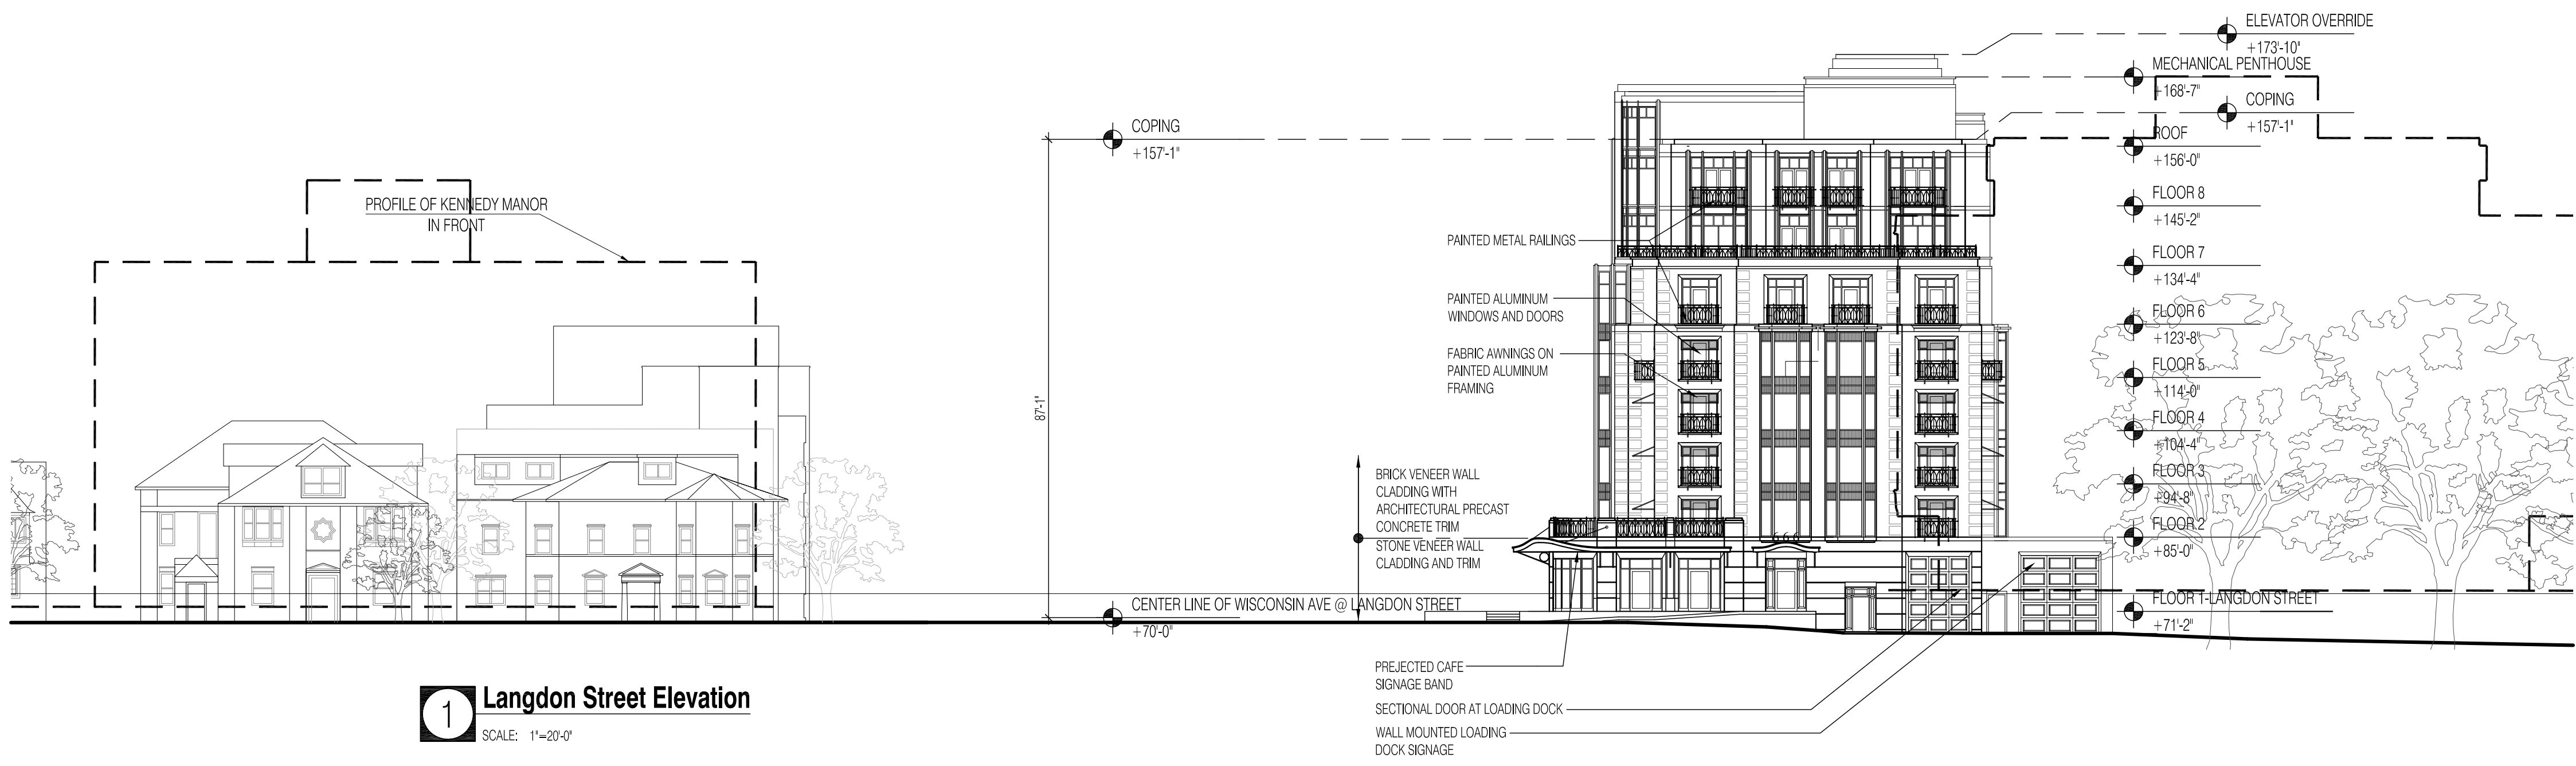 ELEVATOR OVERRIDE
+173'-10"
MECHANICAL PENTHOUSE
+168'-7"
COPING
+157'-1"
COPING
+157'-1"
ROOF
+156'-0"
FLOOR 8
+145'-2"
PROFILE OF KENNEDY MANOR
IN FRONT
PAINTED METAL RAILINGS
FLOOR 7
+134'-4"
PAINTED ALUMINUM
WINDOWS AND DOORS
FLOOR 6
+123'-8"
FABRIC AWNINGS ON
PAINTED ALUMINUM
FRAMING
FLOOR 5
+114'-0"
87'-1"
FLOOR 4
+104'-4"
BRICK VENEER WALL
CLADDING WITH
ARCHITECTURAL PRECAST
CONCRETE TRIM
STONE VENEER WALL
CLADDING AND TRIM
FLOOR 3
+94'-8"
FLOOR 2
+85'-0"
CENTER LINE OF WISCONSIN AVE @ LANGDON STREET
+70'-0"
FLOOR 1-LANGDON STREET
+71'-2"
PREJECTED CAFE
SIGNAGE BAND
SECTIONAL DOOR AT LOADING DOCK
WALL MOUNTED LOADING
DOCK SIGNAGE
1
Langdon Street Elevation
SCALE: 1"=20'-0"